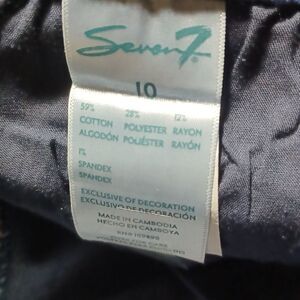 Seven7
10
59% 28% 12%
COTTON POLYESTER RAYON
ALGODÓN POLIÉSTER RAYÓN
1%
SPANDEX
SPANDEX
EXCLUSIVE OF DECORATION
EXCLUSIVO DE DECORACIÓN
MADE IN CAMBODIA
HECHO EN CAMBOYA